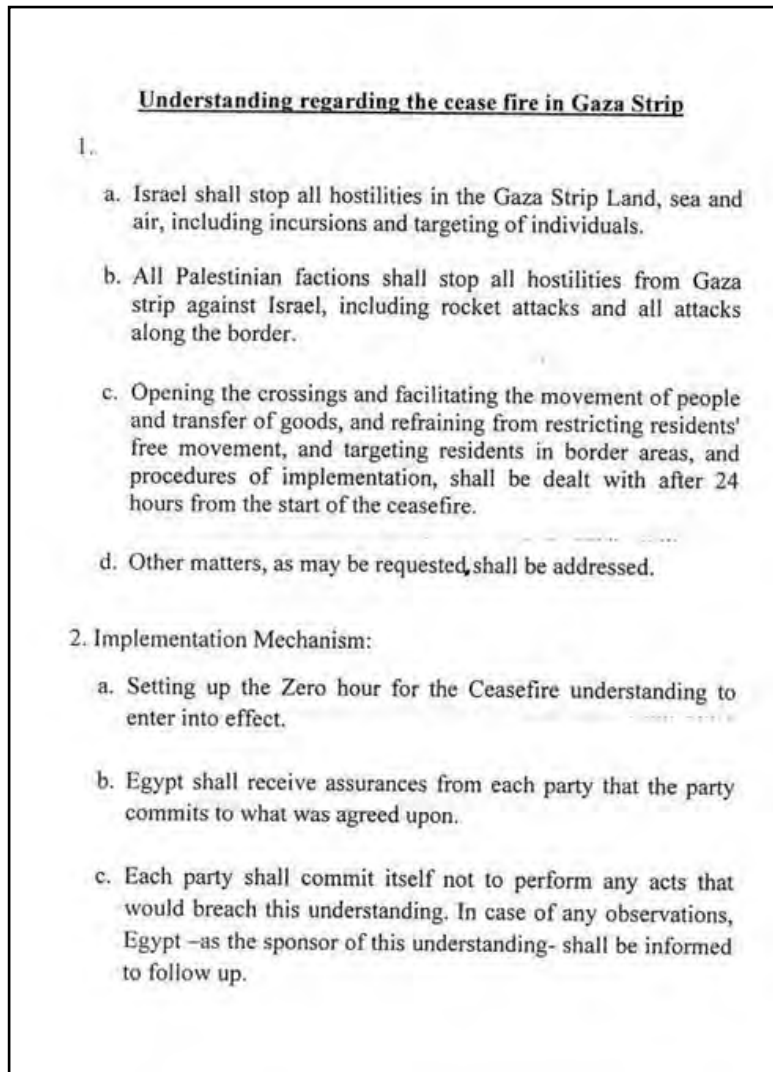 Understanding regarding the cease fire in Gaza Strip
1.
a. Israel shall stop all hostilities in the Gaza Strip Land, sea and
air, including incursions and targeting of individuals.
b. All Palestinian factions shall stop all hostilities from Gaza
strip against Israel, including rocket attacks and all attacks
along the border.
c. Opening the crossings and facilitating the movement of people
and transfer of goods, and refraining from restricting residents'
free movement, and targeting residents in border areas, and
procedures of implementation, shall be dealt with after 24
hours from the start of the ceasefire.
d. Other matters, as may be requested, shall be addressed.
2. Implementation Mechanism:
a. Setting up the Zero hour for the Ceasefire understanding to
enter into effect.
b. Egypt shall receive assurances from each party that the party
commits to what was agreed upon.
c. Each party shall commit itself not to perform any acts that
would breach this understanding. In case of any observations,
Egypt –as the sponsor of this understanding- shall be informed
to follow up.